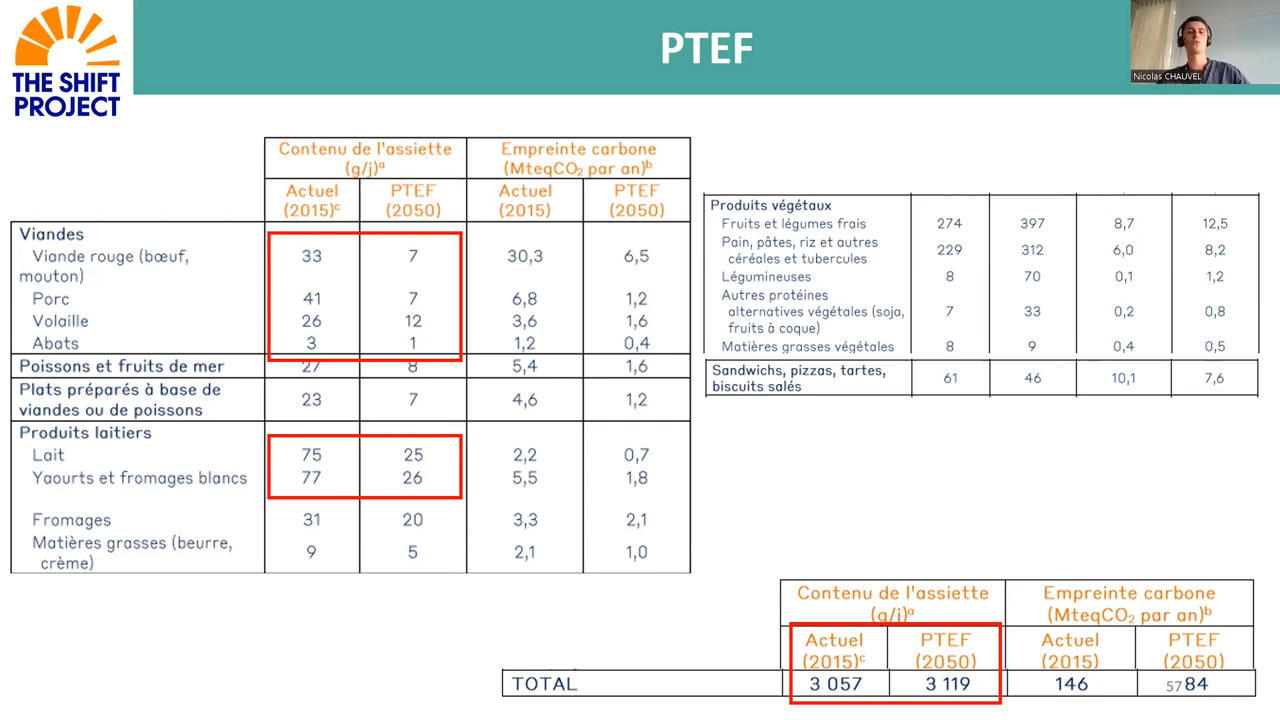 THE SHIFT
PROJECT
PTEF
Nicolas CHAUVEL
Contenu de l'assiette (g/j)ᵃ Empreinte carbone (MteqCO₂ par an)ᵇ
Actuel (2015)ᶜ PTEF (2050) Actuel (2015) PTEF (2050)
Viandes
Viande rouge (bœuf, mouton) 33 7 30,3 6,5
Porc 41 7 6,8 1,2
Volaille 26 12 3,6 1,6
Abats 3 1 1,2 0,4
Poissons et fruits de mer 27 8 5,4 1,6
Plats préparés à base de viandes ou de poissons 23 7 4,6 1,2
Produits laitiers
Lait 75 25 2,2 0,7
Yaourts et fromages blancs 77 26 5,5 1,8
Fromages 31 20 3,3 2,1
Matières grasses (beurre, crème) 9 5 2,1 1,0
Produits végétaux
Fruits et légumes frais 274 397 8,7 12,5
Pain, pâtes, riz et autres céréales et tubercules 229 312 6,0 8,2
Légumineuses 8 70 0,1 1,2
Autres protéines alternatives végétales (soja, fruits à coque) 7 33 0,2 0,8
Matières grasses végétales 8 9 0,4 0,5
Sandwichs, pizzas, tartes, biscuits salés 61 46 10,1 7,6
Contenu de l'assiette (g/j)ᵃ Empreinte carbone (MteqCO₂ par an)ᵇ
Actuel (2015)ᶜ PTEF (2050) Actuel (2015) PTEF (2050)
TOTAL 3 057 3 119 146 84
57